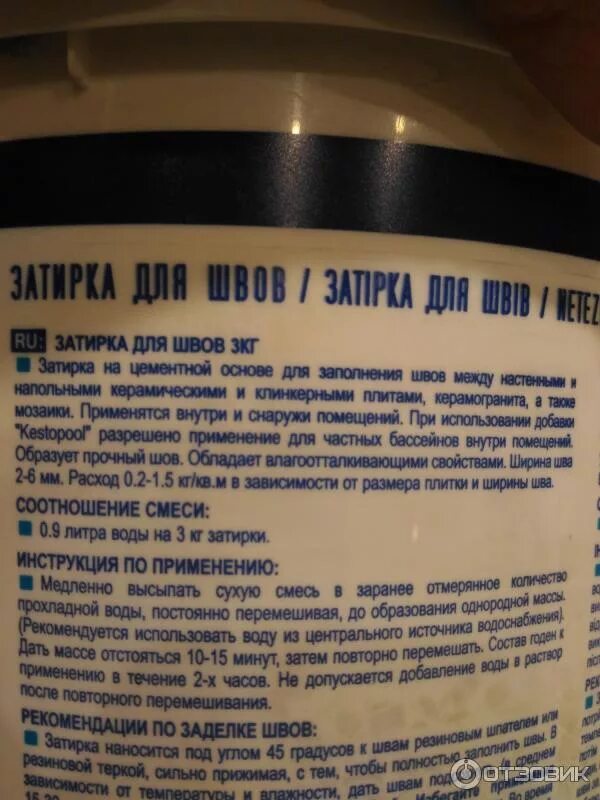 ЗАТИРКА ДЛЯ ШВОВ / ЗАТІРКА ДЛЯ ШВІВ / NETEZ
RU: ЗАТИРКА ДЛЯ ШВОВ 3КГ
Затирка на цементной основе для заполнения швов между настенными и
напольными керамическими и клинкерными плитами, керамогранита, а также
мозаики. Применятся внутри и снаружи помещений. При использовании добавки
"Kestopool" разрешено применение для частных бассейнов внутри помещений.
Образует прочный шов. Обладает влагоотталкивающими свойствами. Ширина шва
2-6 мм. Расход 0.2-1.5 кг/кв.м в зависимости от размера плитки и ширины шва.
СООТНОШЕНИЕ СМЕСИ:
0.9 литра воды на 3 кг затирки.
ИНСТРУКЦИЯ ПО ПРИМЕНЕНИЮ:
Медленно высыпать сухую смесь в заранее отмерянное количество
прохладной воды, постоянно перемешивая, до образования однородной массы.
(Рекомендуется использовать воду из центрального источника водоснабжения).
Дать массе отстояться 10-15 минут, затем повторно перемешать. Состав годен к
применению в течение 2-х часов. Не допускается добавление воды в раствор
после повторного перемешивания.
РЕКОМЕНДАЦИИ ПО ЗАДЕЛКЕ ШВОВ:
Затирка наносится под углом 45 градусов к швам резиновым шпателем или
резиновой теркой, сильно прижимая, с тем, чтобы полностью заполнить швы. В
зависимости от температуры и влажности, дать швам среднем
ОТЗОВИК